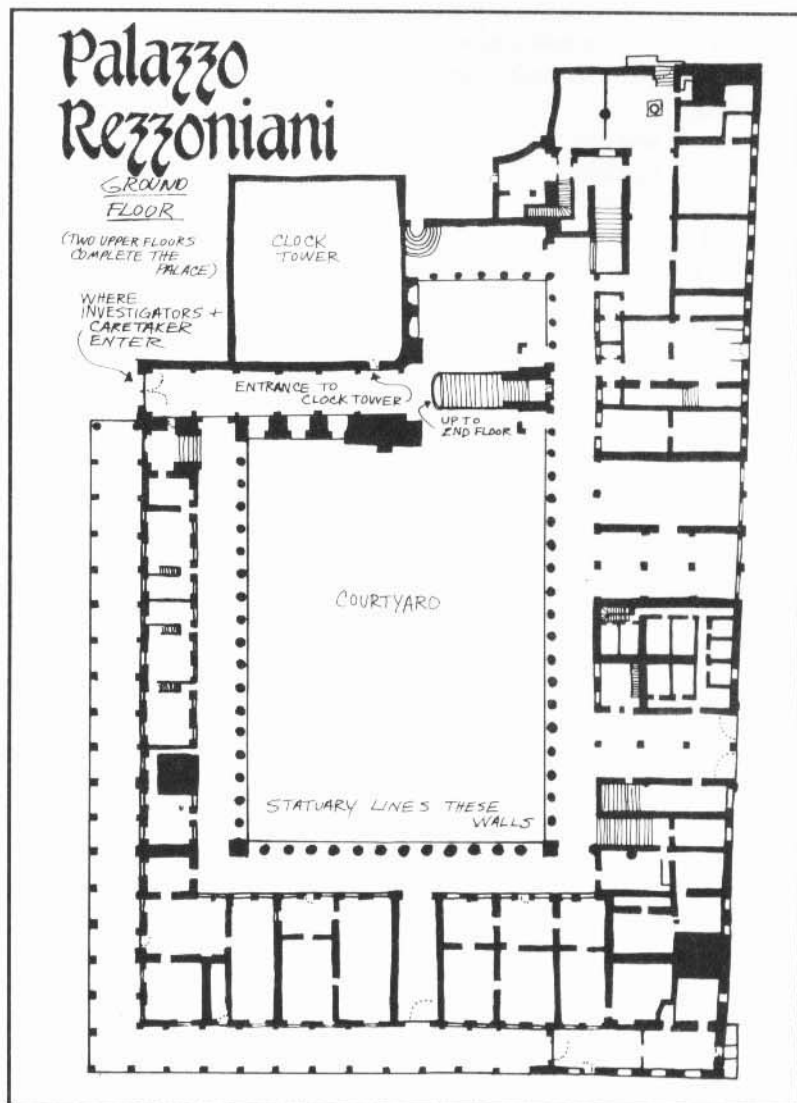 Palazzo
Rezzoniani
GROUND
FLOOR
(TWO UPPER FLOORS
COMPLETE THE
PALACE)
WHERE
INVESTIGATORS +
CARETAKER
ENTER
CLOCK
TOWER
ENTRANCE TO
CLOCK TOWER
UP TO
2ND FLOOR
COURTYARD
STATUARY LINES THESE
WALLS